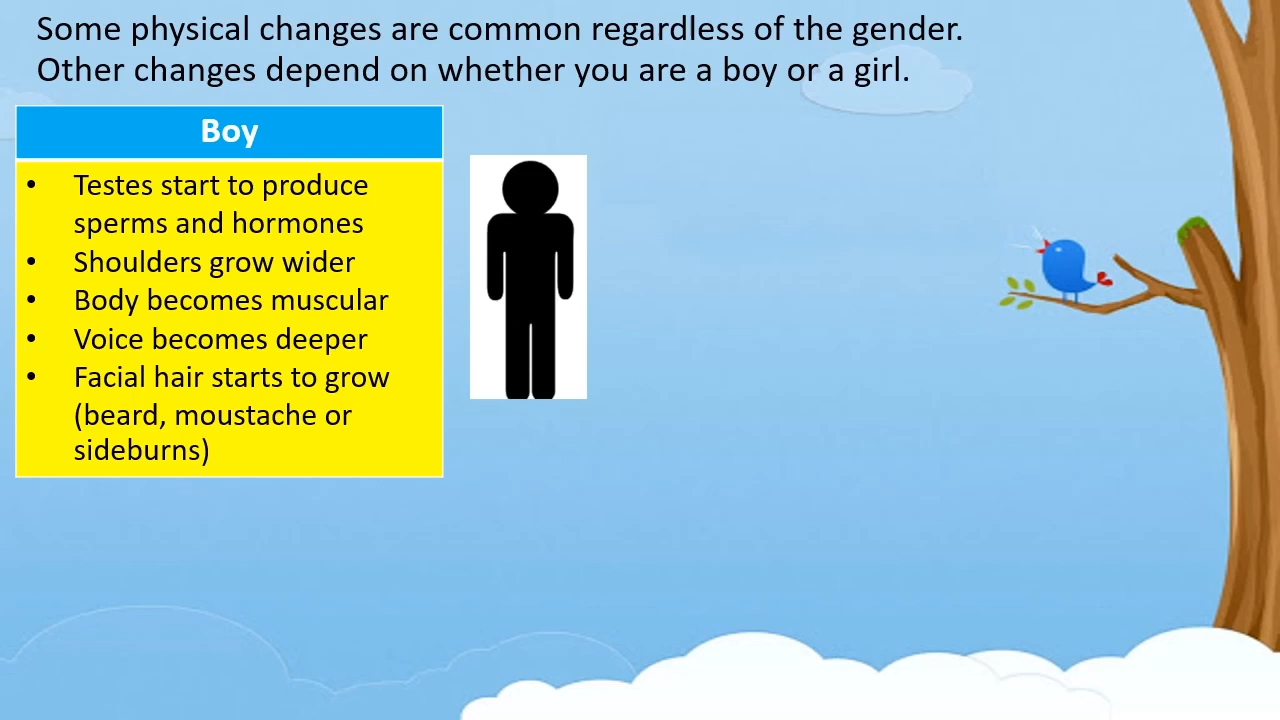 Some physical changes are common regardless of the gender.
Other changes depend on whether you are a boy or a girl.
Boy
• Testes start to produce
sperms and hormones
• Shoulders grow wider
• Body becomes muscular
• Voice becomes deeper
• Facial hair starts to grow
(beard, moustache or
sideburns)